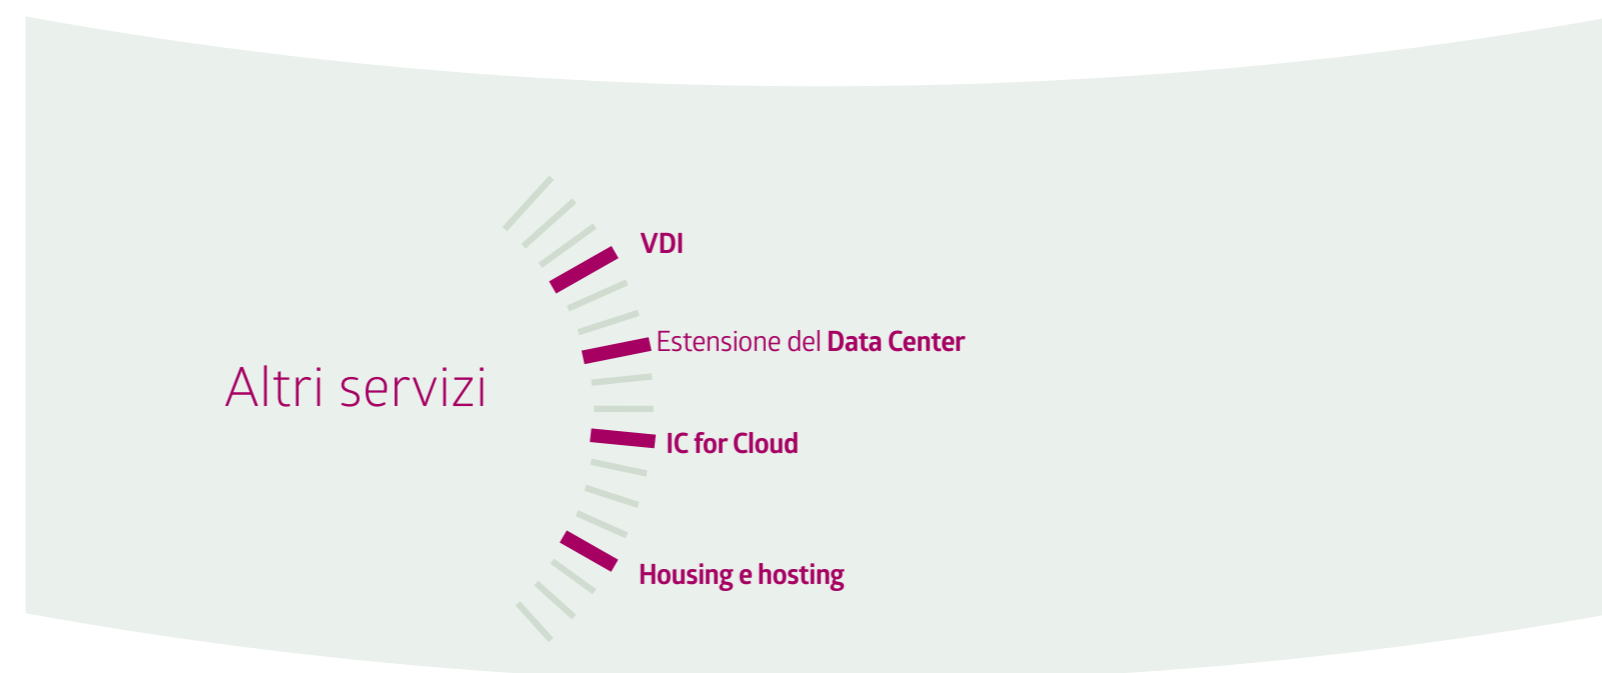 VDI
Estensione del Data Center
Altri servizi
IC for Cloud
Housing e hosting